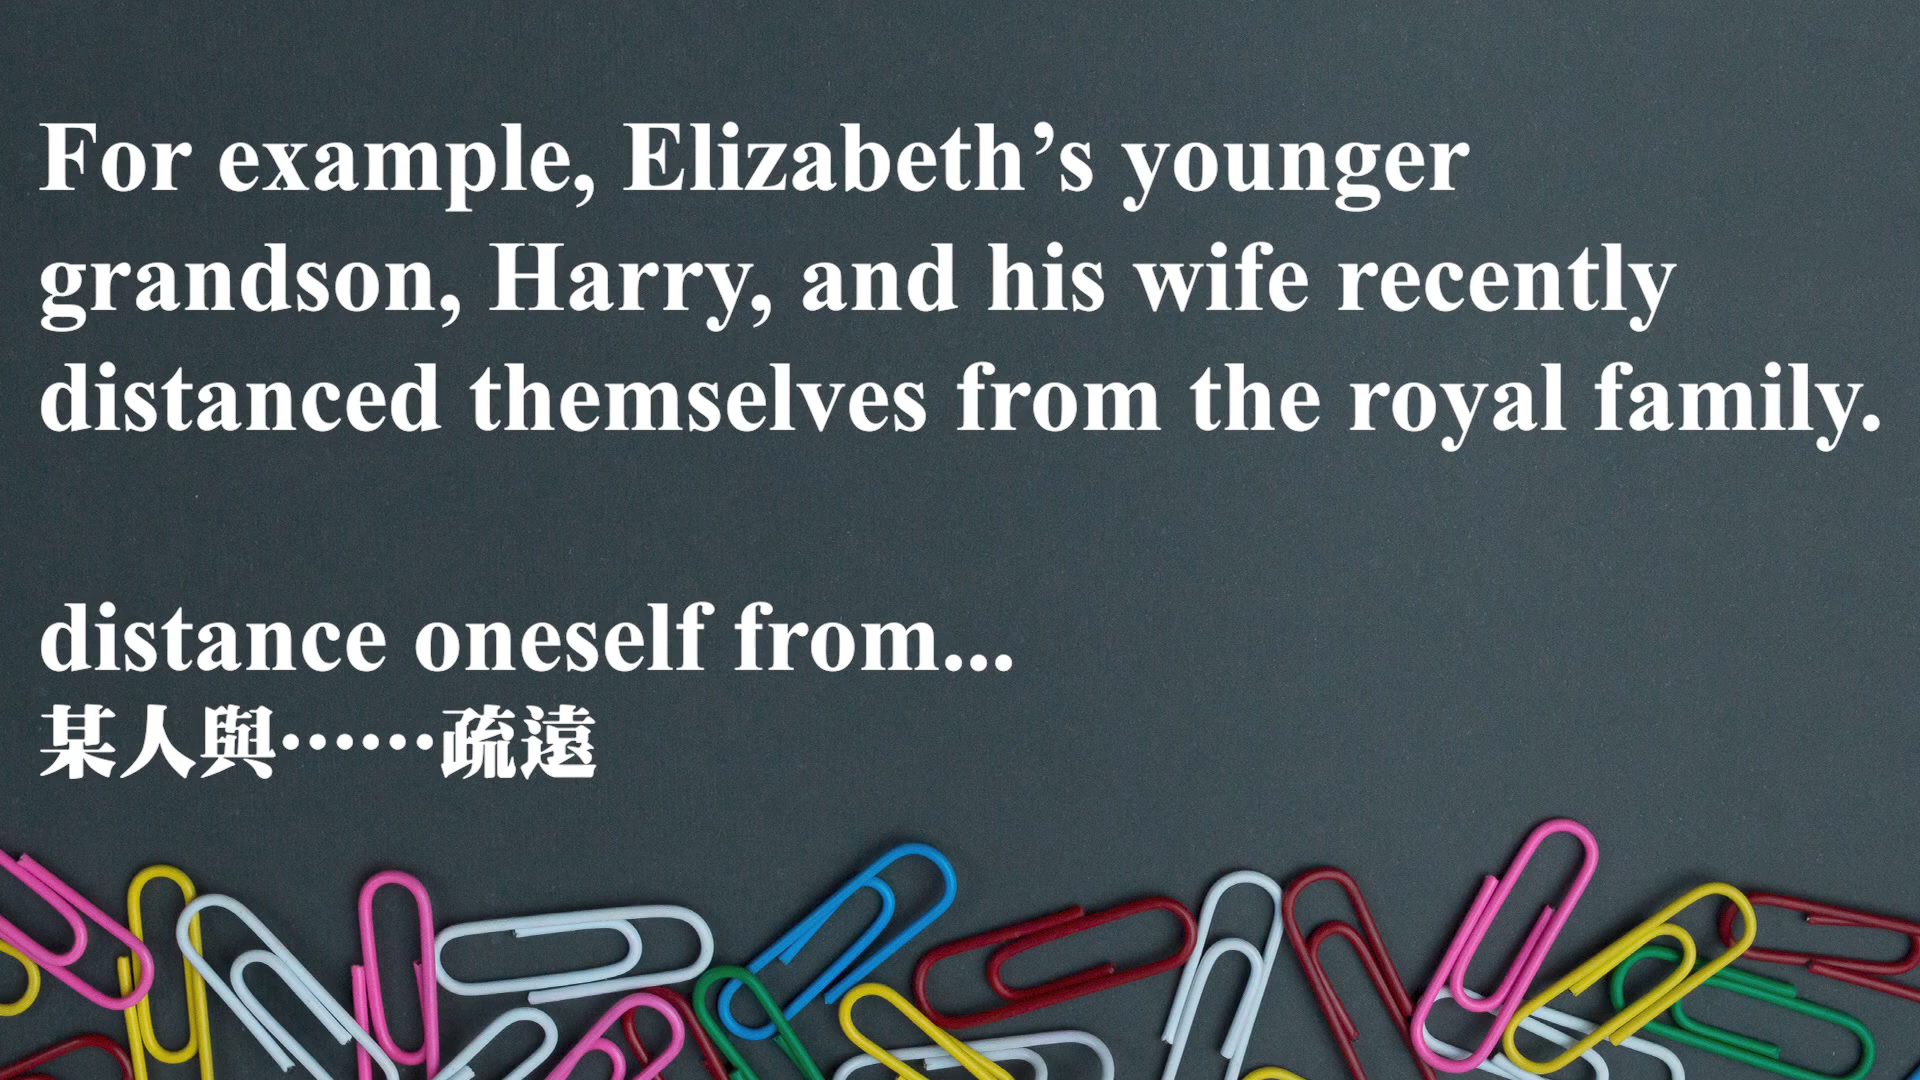 For example, Elizabeth’s younger
grandson, Harry, and his wife recently
distanced themselves from the royal family.
distance oneself from...
某人與⋯⋯疏遠